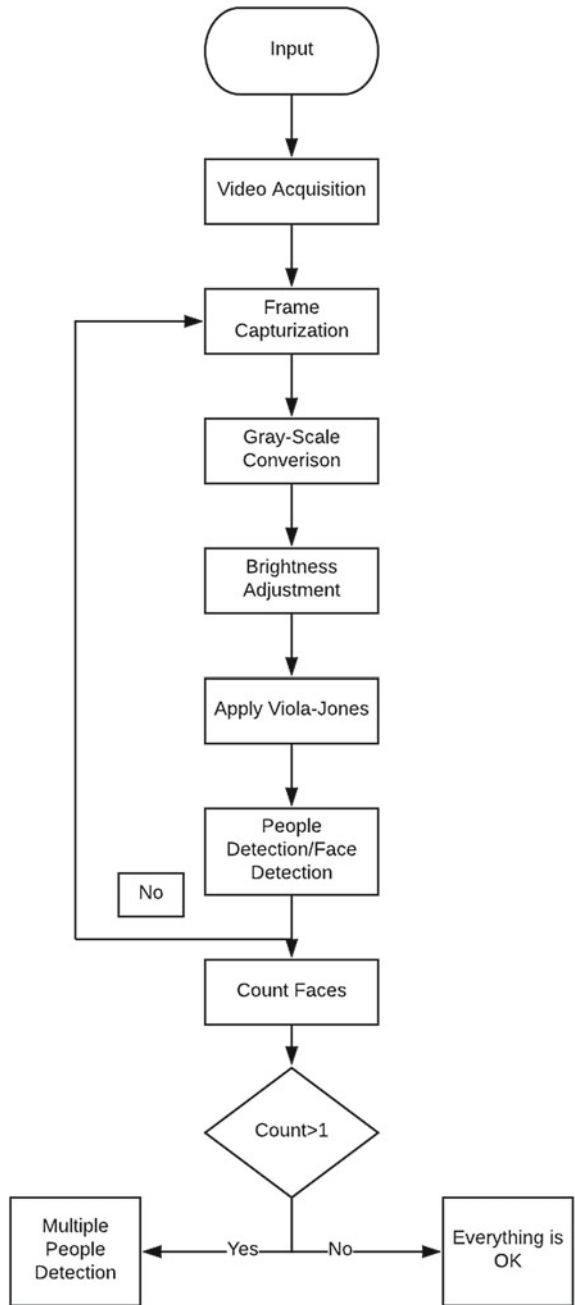 Input
Video Acquisition
Frame
Capturization
Gray-Scale
Converison
Brightness
Adjustment
Apply Viola-Jones
People
Detection/Face
Detection
No
Count Faces
Count>1
Multiple
People
Detection
Yes
No
Everything is
OK